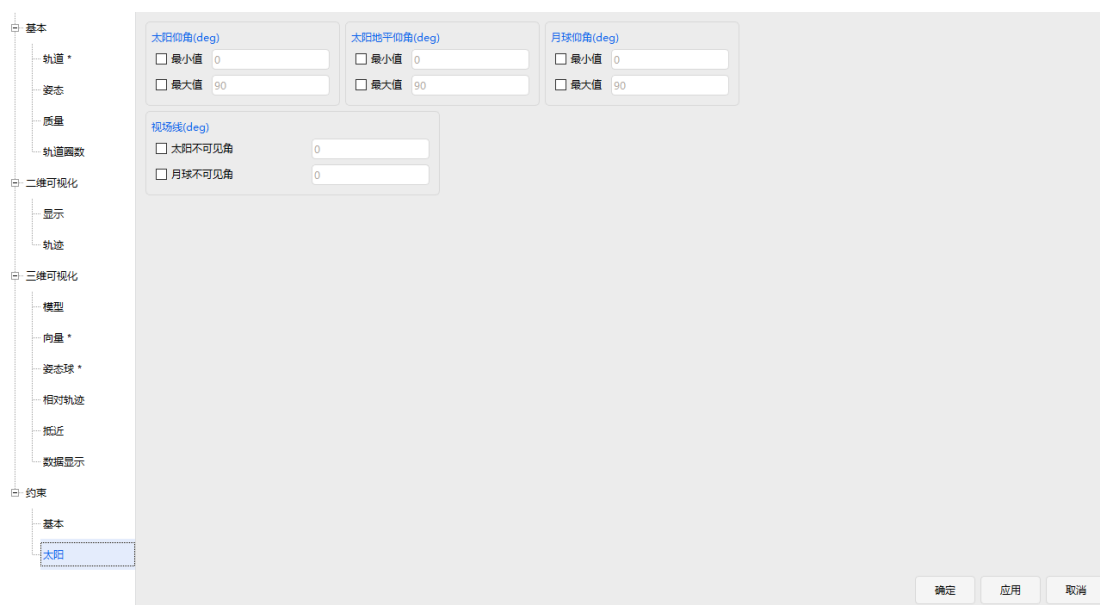 基本
轨道 *
姿态
质量
轨道圈数
二维可视化
显示
轨迹
三维可视化
模型
向量 *
姿态球 *
相对轨迹
抵近
数据显示
约束
基本
太阳
太阳仰角(deg)
最小值 0
最大值 90
太阳地平仰角(deg)
最小值 0
最大值 90
月球仰角(deg)
最小值 0
最大值 90
视场线(deg)
太阳不可见角 0
月球不可见角 0
确定 应用 取消